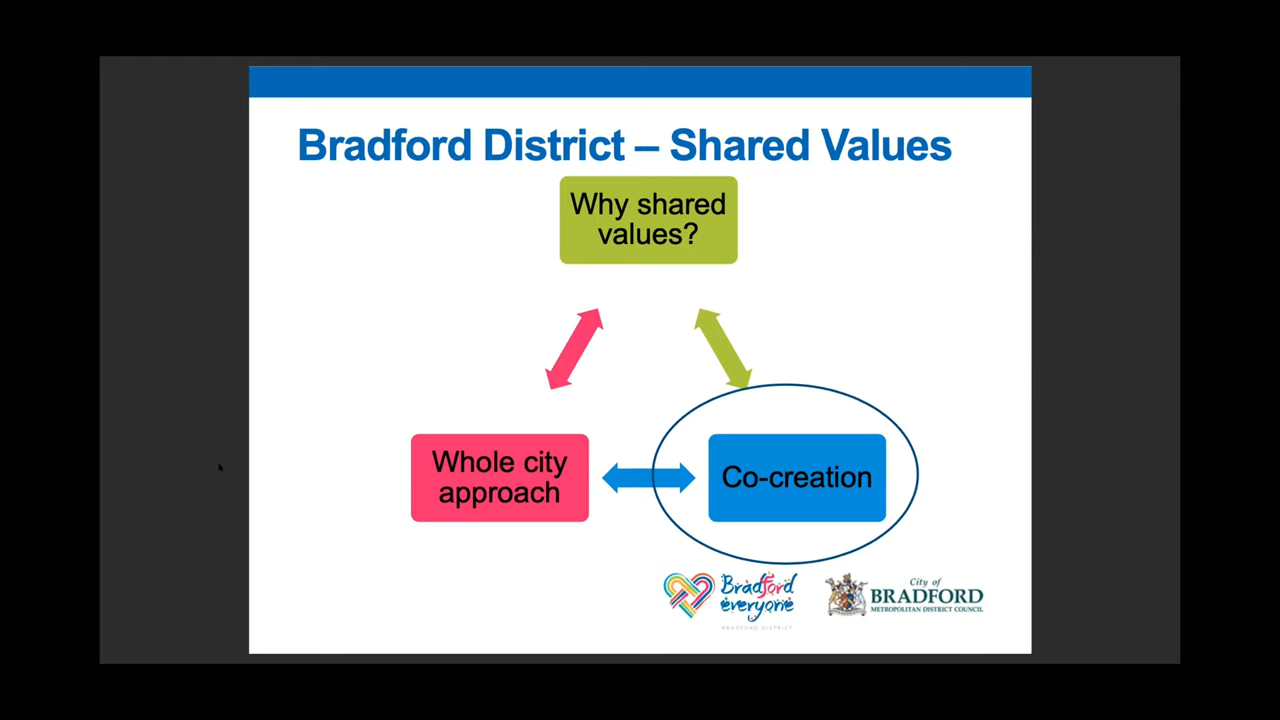 Bradford District – Shared Values
Why shared
values?
Whole city
approach
Co-creation
Bradford
everyone
BRADFORD DISTRICT
City of
BRADFORD
METROPOLITAN DISTRICT COUNCIL